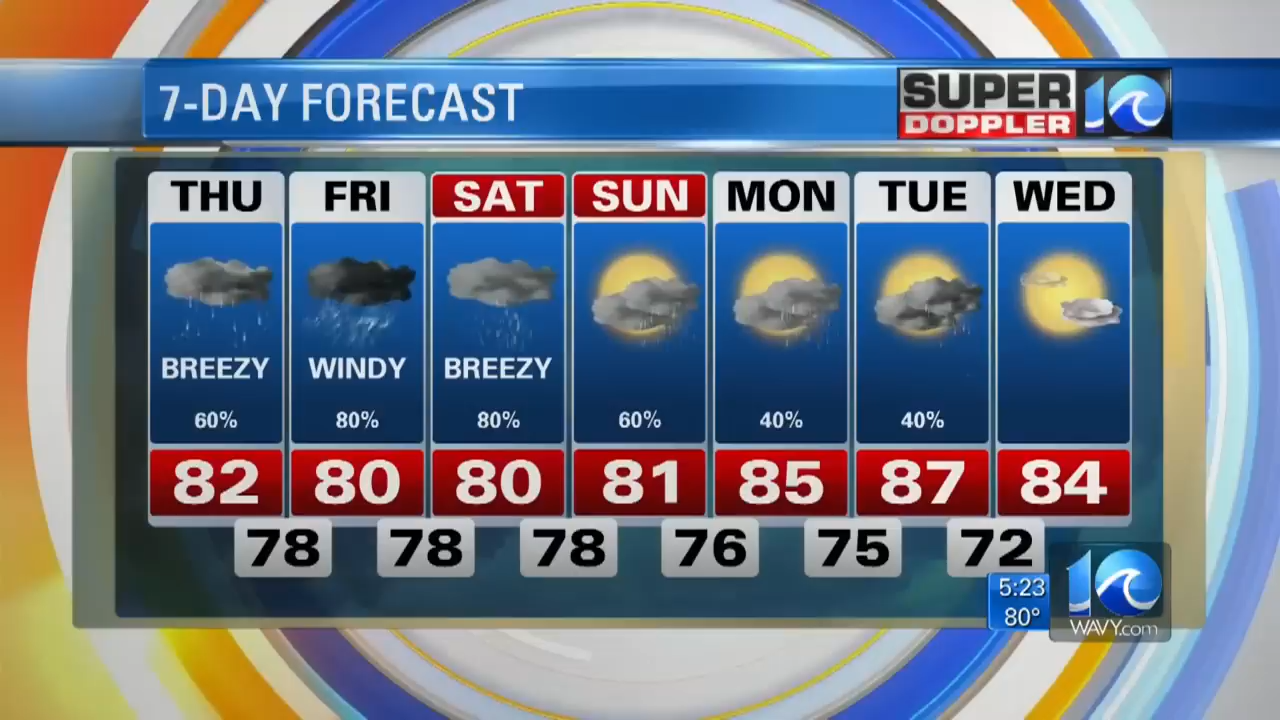 7-DAY FORECAST
SUPER
DOPPLER 10
THU FRI SAT SUN MON TUE WED
BREEZY WINDY BREEZY
60% 80% 80% 60% 40% 40%
82 80 80 81 85 87 84
78 78 78 76 75 72
5:23
80°
10
WAVY.com